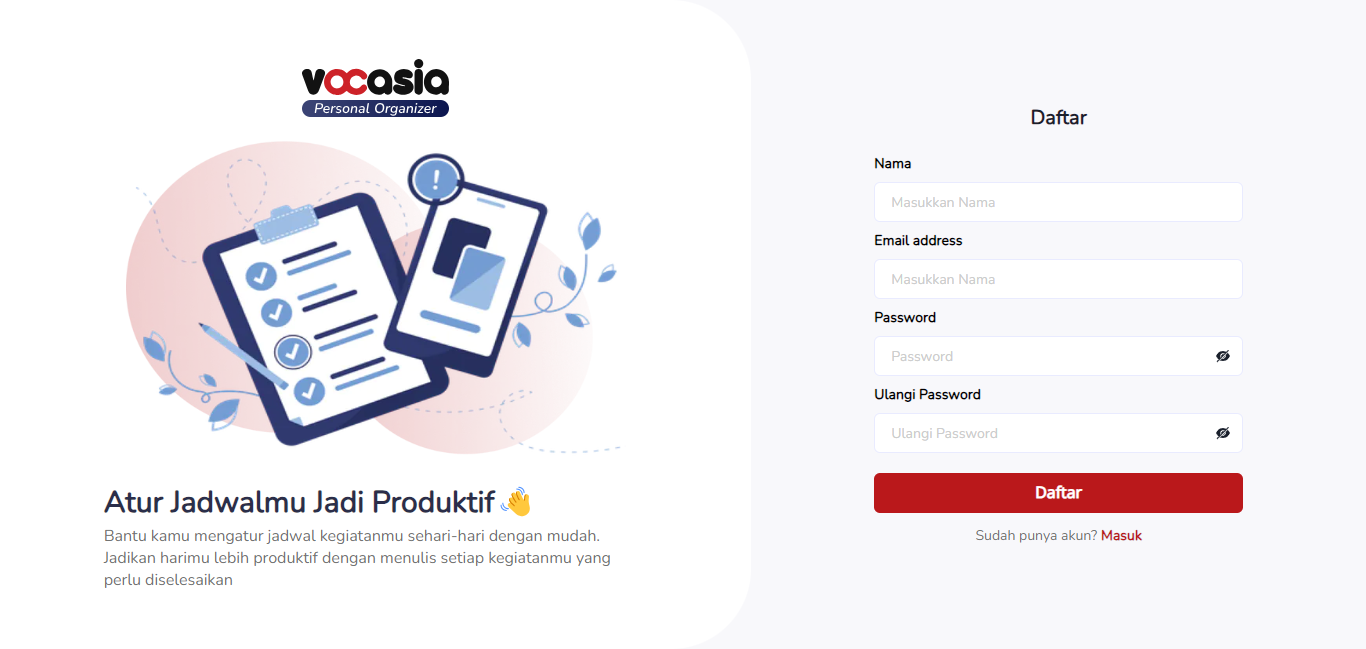 vocasia
Personal Organizer
Atur Jadwalmu Jadi Produktif 👋
Bantu kamu mengatur jadwal kegiatanmu sehari-hari dengan mudah.
Jadikan harimu lebih produktif dengan menulis setiap kegiatanmu yang
perlu diselesaikan
Daftar
Nama
Masukkan Nama
Email address
Masukkan Nama
Password
Password
Ulangi Password
Ulangi Password
Daftar
Sudah punya akun? Masuk